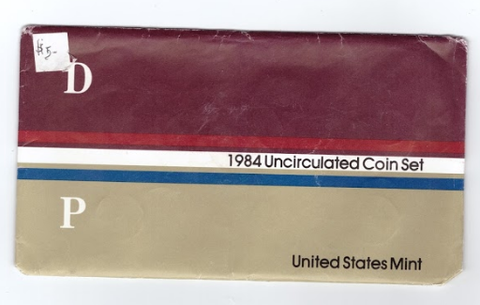 $5-
D
1984 Uncirculated Coin Set
P
United States Mint